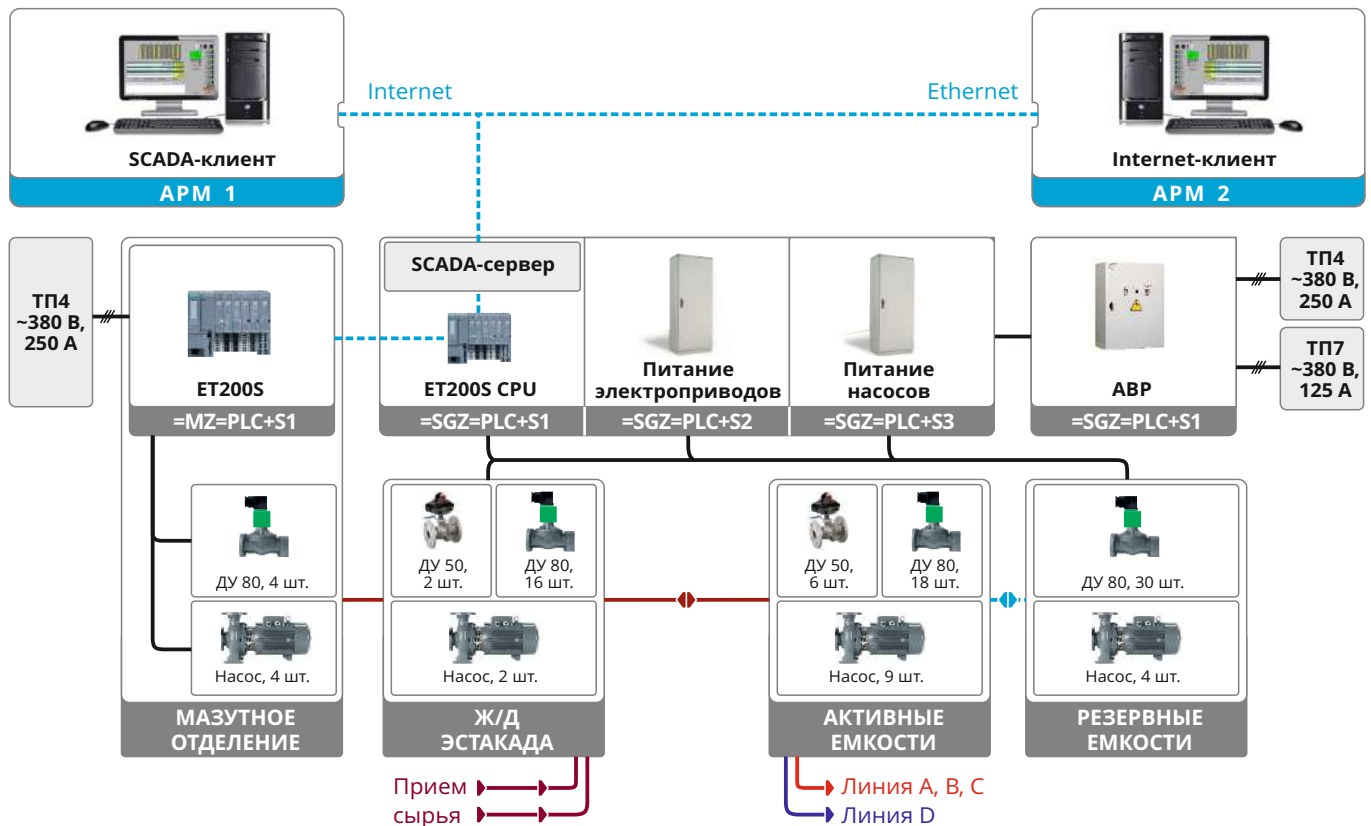 Internet
Ethernet
SCADA-клиент
АРМ 1
Internet-клиент
АРМ 2
ТП4
~380 В,
250 А
ET200S
=MZ=PLC+S1
SCADA-сервер
ET200S CPU
=SGZ=PLC+S1
Питание
электроприводов
=SGZ=PLC+S2
Питание
насосов
=SGZ=PLC+S3
АВР
=SGZ=PLC+S1
ТП4
~380 В,
250 А
ТП7
~380 В,
125 А
ДУ 80, 4 шт.
Насос, 4 шт.
МАЗУТНОЕ
ОТДЕЛЕНИЕ
ДУ 50,
2 шт.
ДУ 80,
16 шт.
Насос, 2 шт.
Ж/Д
ЭСТАКАДА
ДУ 50,
6 шт.
ДУ 80,
18 шт.
Насос, 9 шт.
АКТИВНЫЕ
ЕМКОСТИ
ДУ 80, 30 шт.
Насос, 4 шт.
РЕЗЕРВНЫЕ
ЕМКОСТИ
Прием
сырья
Линия A, B, C
Линия D